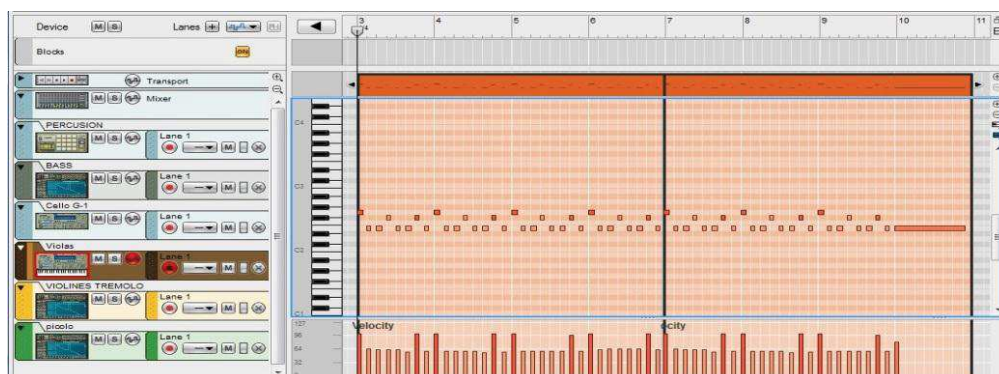 Device M S Lanes
Blocks ON
3 4 5 6 7 8 9 10 11
Transport
M S Mixer
PERCUSION
M S Lane 1
M
BASS
M S Lane 1
M
Cello G-1
M S Lane 1
M
Violas
M S Lane 1
M
VIOLINES TREMOLO
M S Lane 1
M
picolo
M S Lane 1
M
C4
C3
C2
C1
127
96
64
32
Velocity
ocity